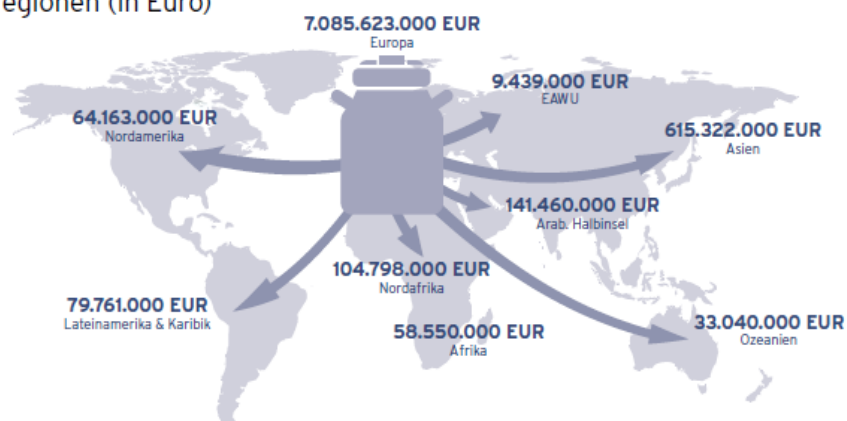 egionen (in Euro)
7.085.623.000 EUR
Europa
9.439.000 EUR
EAWU
64.163.000 EUR
Nordamerika
615.322.000 EUR
Asien
141.460.000 EUR
Arab. Halbinsel
104.798.000 EUR
Nordafrika
79.761.000 EUR
Lateinamerika & Karibik
58.550.000 EUR
Afrika
33.040.000 EUR
Ozeanien